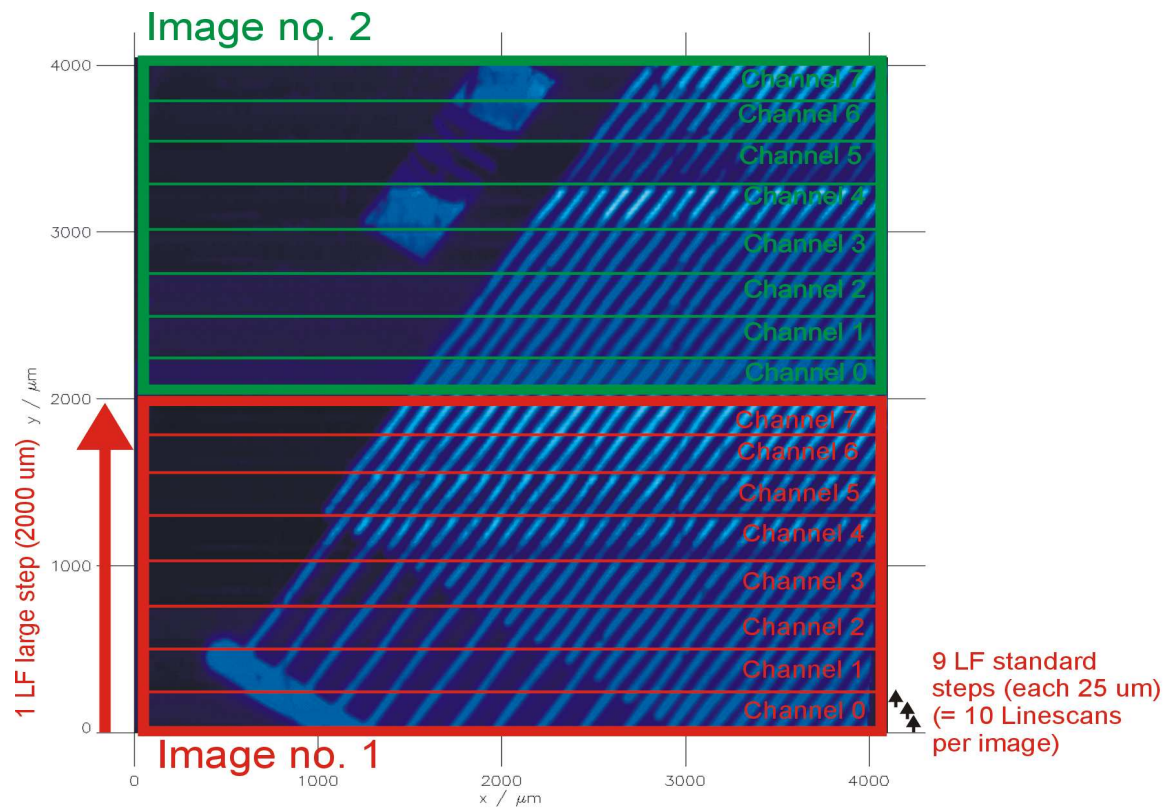 Image no. 2
4000
3000
2000
1000
0
y / μm
Channel 7
Channel 6
Channel 5
Channel 4
Channel 3
Channel 2
Channel 1
Channel 0
Channel 7
Channel 6
Channel 5
Channel 4
Channel 3
Channel 2
Channel 1
Channel 0
1 LF large step (2000 um)
9 LF standard
steps (each 25 um)
(= 10 Linescans
per image)
Image no. 1
0
1000
2000
3000
4000
x / μm